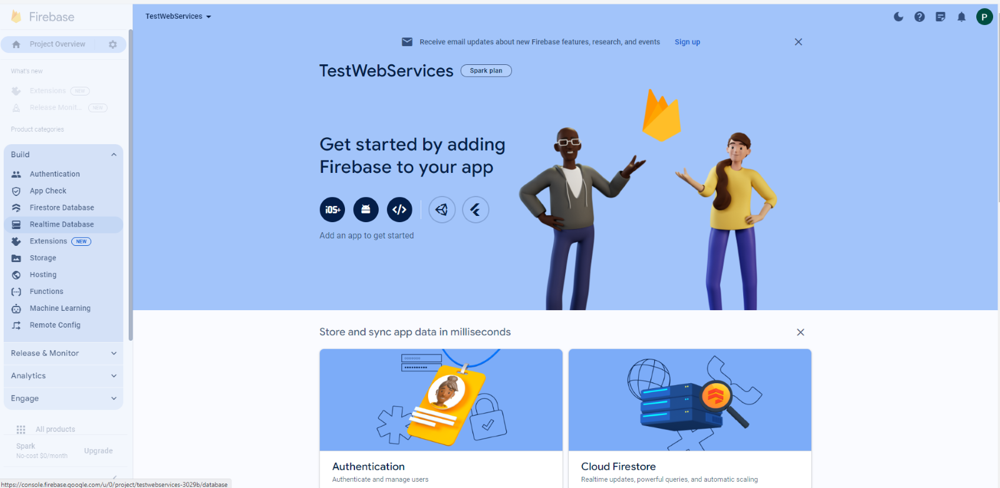 Firebase
TestWebServices
P
Project Overview
Receive email updates about new Firebase features, research, and events Sign up
What's new
Extensions NEW
Release Monit... NEW
Product categories
Build
Authentication
App Check
Firestore Database
Realtime Database
Extensions NEW
Storage
Hosting
Functions
Machine Learning
Remote Config
Release & Monitor
Analytics
Engage
All products
Spark
No-cost $0/month
Upgrade
https://console.firebase.google.com/u/0/project/testwebservices-3029b/database
TestWebServices Spark plan
Get started by adding
Firebase to your app
iOS+
Add an app to get started
Store and sync app data in milliseconds
Authentication
Authenticate and manage users
Cloud Firestore
Realtime updates, powerful queries, and automatic scaling